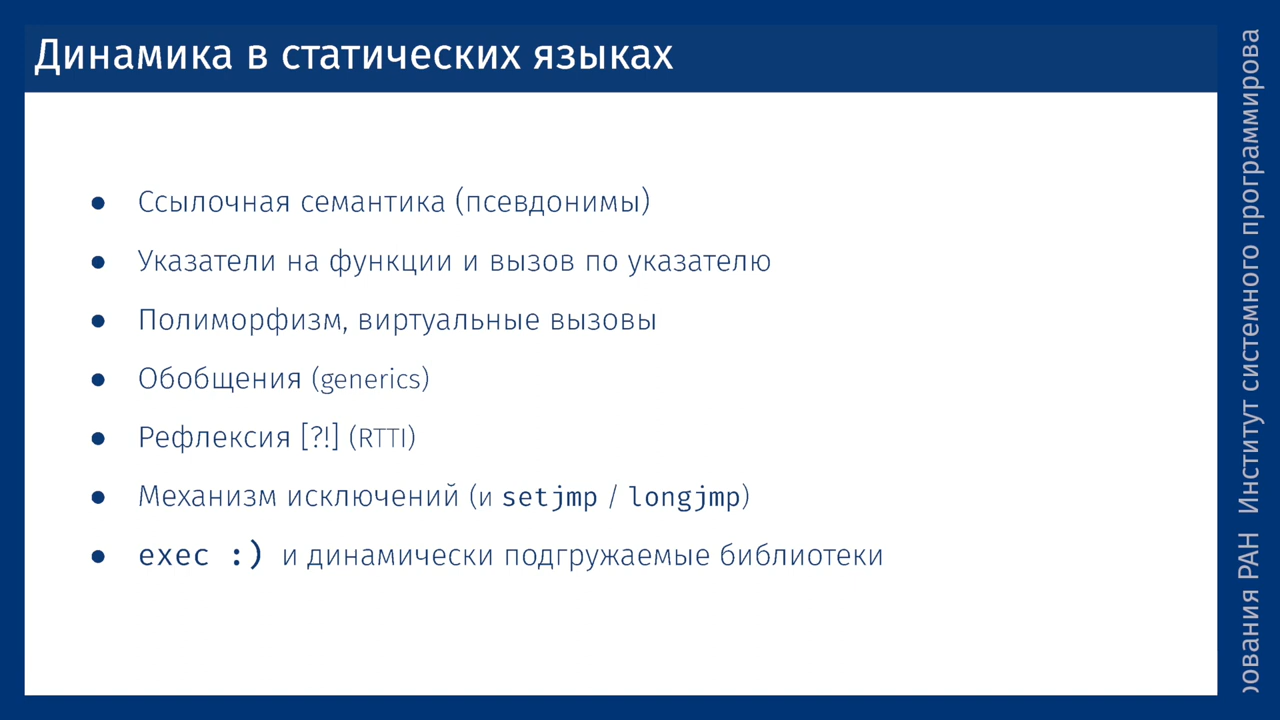 Динамика в статических языках
● Ссылочная семантика (псевдонимы)
● Указатели на функции и вызов по указателю
● Полиморфизм, виртуальные вызовы
● Обобщения (generics)
● Рефлексия [?!] (RTTI)
● Механизм исключений (и setjmp / longjmp)
● exec :) и динамически подгружаемые библиотеки
рования РАН Институт системного программирова